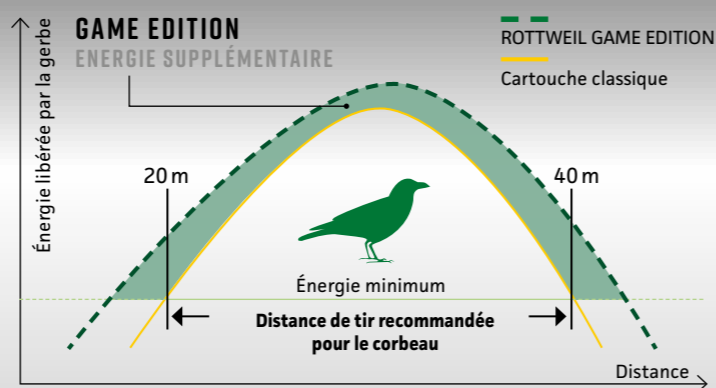 GAME EDITION
ENERGIE SUPPLÉMENTAIRE
ROTTWEIL GAME EDITION
Cartouche classique
Énergie libérée par la gerbe
20 m
40 m
Énergie minimum
Distance de tir recommandée
pour le corbeau
Distance